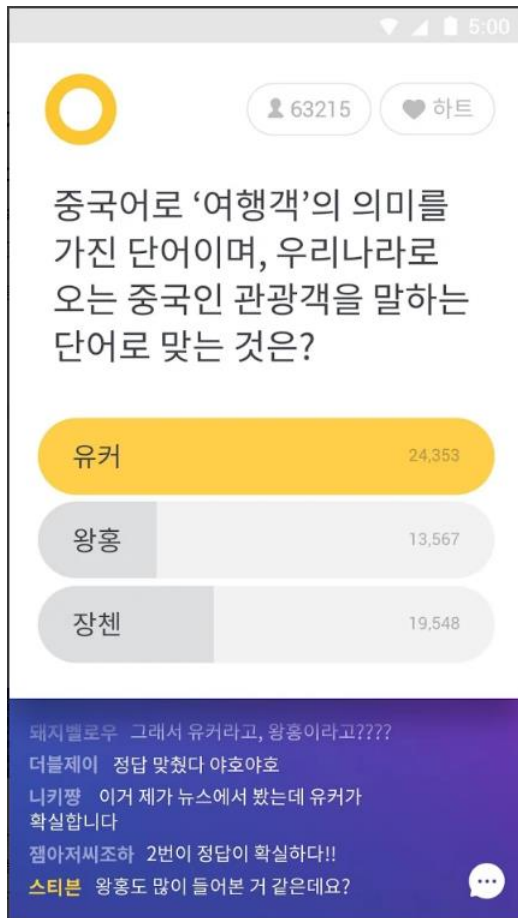 5:00
63215 하트
중국어로 ‘여행객’의 의미를
가진 단어이며, 우리나라로
오는 중국인 관광객을 말하는
단어로 맞는 것은?
유커 24,353
왕홍 13,567
장첸 19,548
돼지벨로우 그래서 유커라고, 왕홍이라고????
더블제이 정답 맞췄다 야호야호
니키쨩 이거 제가 뉴스에서 봤는데 유커가
확실합니다
잼아저씨조하 2번이 정답이 확실하다!!
스티븐 왕홍도 많이 들어본 거 같은데요?